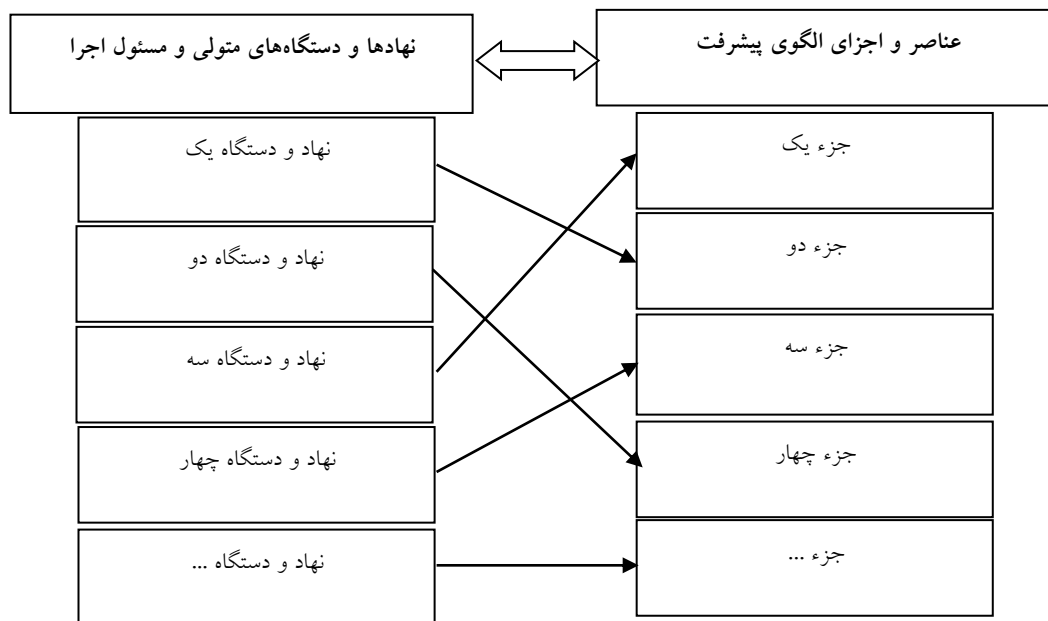 عناصر و اجزای الگوی پیشرفت
نهادها و دستگاه‌های متولی و مسئول اجرا
جزء یک
نهاد و دستگاه یک
جزء دو
نهاد و دستگاه دو
جزء سه
نهاد و دستگاه سه
جزء چهار
نهاد و دستگاه چهار
جزء ...
نهاد و دستگاه ...